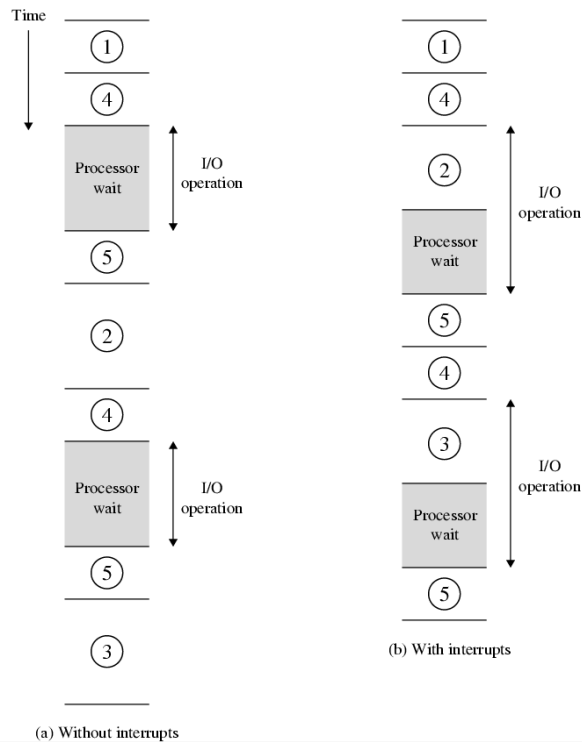 Time
1
4
Processor
wait
I/O
operation
5
2
4
Processor
wait
I/O
operation
5
3
(a) Without interrupts
1
4
2
I/O
operation
Processor
wait
5
4
3
I/O
operation
Processor
wait
5
(b) With interrupts